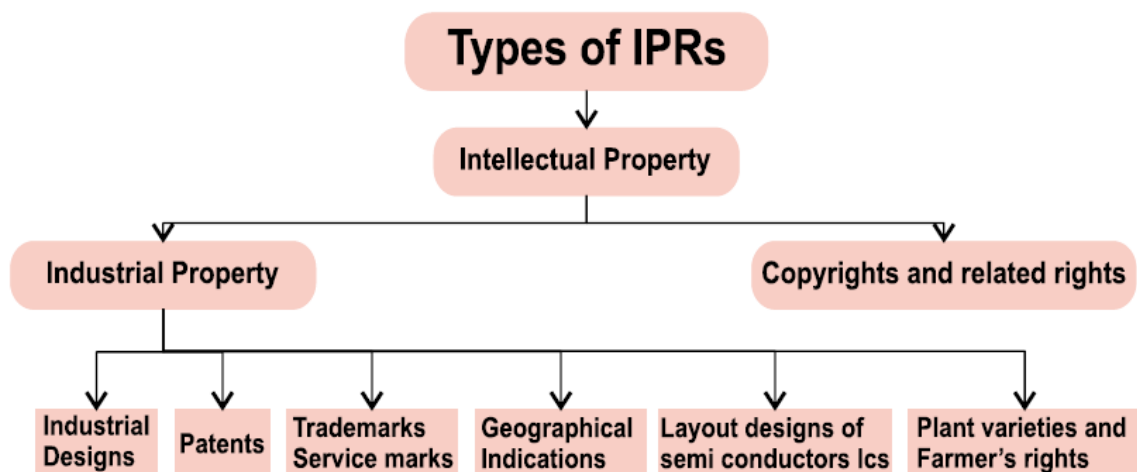 Types of IPRs
Intellectual Property
Industrial Property
Copyrights and related rights
Industrial
Designs
Patents
Trademarks
Service marks
Geographical
Indications
Layout designs of
semi conductors Ics
Plant varieties and
Farmer's rights